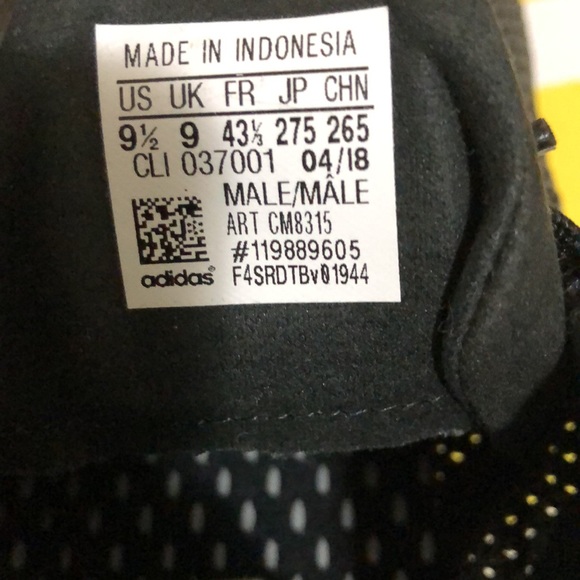 MADE IN INDONESIA
US UK FR JP CHN
9½ 9 43⅓ 275 265
CLI 037001 04/18
MALE/MÂLE
ART CM8315
#119889605
adidas® F4SRDTBv01944